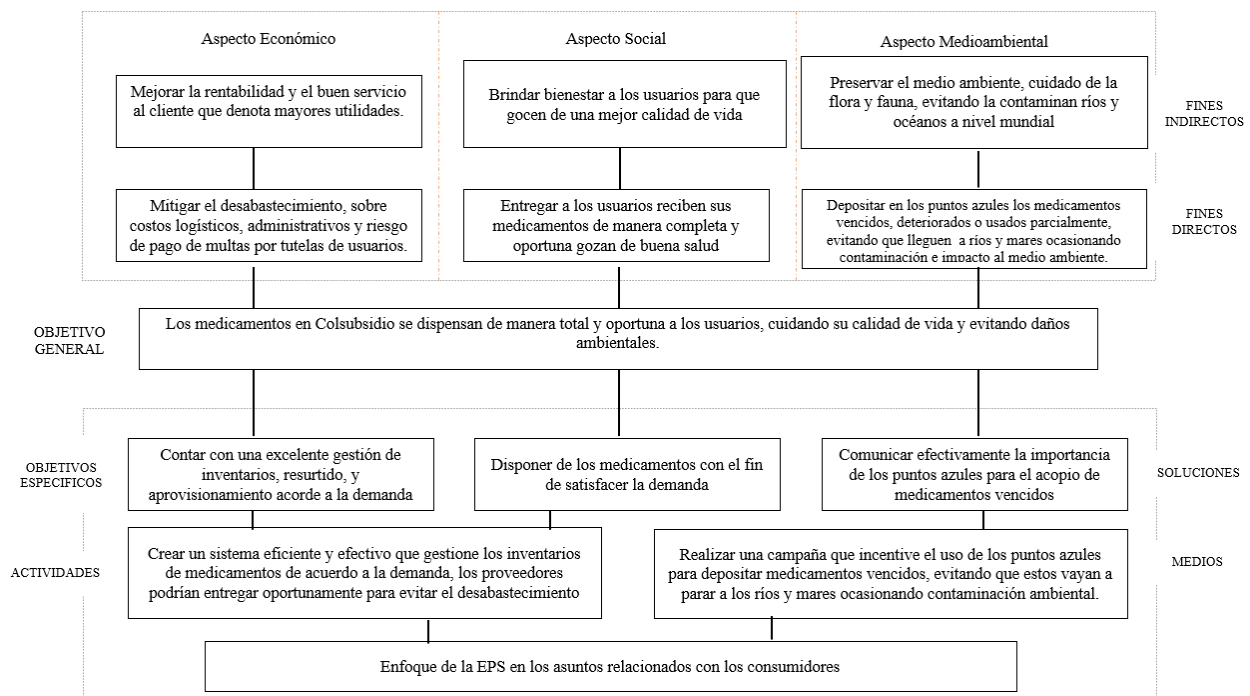 Aspecto Económico
Aspecto Social
Aspecto Medioambiental
Mejorar la rentabilidad y el buen servicio
al cliente que denota mayores utilidades.
Brindar bienestar a los usuarios para que
gocen de una mejor calidad de vida
Preservar el medio ambiente, cuidado de la
flora y fauna, evitando la contaminan ríos y
océanos a nivel mundial
FINES
INDIRECTOS
Mitigar el desabastecimiento, sobre
costos logísticos, administrativos y riesgo
de pago de multas por tutelas de usuarios.
Entregar a los usuarios reciben sus
medicamentos de manera completa y
oportuna gozan de buena salud
Depositar en los puntos azules los medicamentos
vencidos, deteriorados o usados parcialmente,
evitando que lleguen a ríos y mares ocasionando
contaminación e impacto al medio ambiente.
FINES
DIRECTOS
OBJETIVO
GENERAL
Los medicamentos en Colsubsidio se dispensan de manera total y oportuna a los usuarios, cuidando su calidad de vida y evitando daños
ambientales.
OBJETIVOS
ESPECIFICOS
Contar con una excelente gestión de
inventarios, resurtido, y
aprovisionamiento acorde a la demanda
Disponer de los medicamentos con el fin
de satisfacer la demanda
Comunicar efectivamente la importancia
de los puntos azules para el acopio de
medicamentos vencidos
SOLUCIONES
ACTIVIDADES
Crear un sistema eficiente y efectivo que gestione los inventarios
de medicamentos de acuerdo a la demanda, los proveedores
podrían entregar oportunamente para evitar el desabastecimiento
Realizar una campaña que incentive el uso de los puntos azules
para depositar medicamentos vencidos, evitando que estos vayan a
parar a los ríos y mares ocasionando contaminación ambiental.
MEDIOS
Enfoque de la EPS en los asuntos relacionados con los consumidores